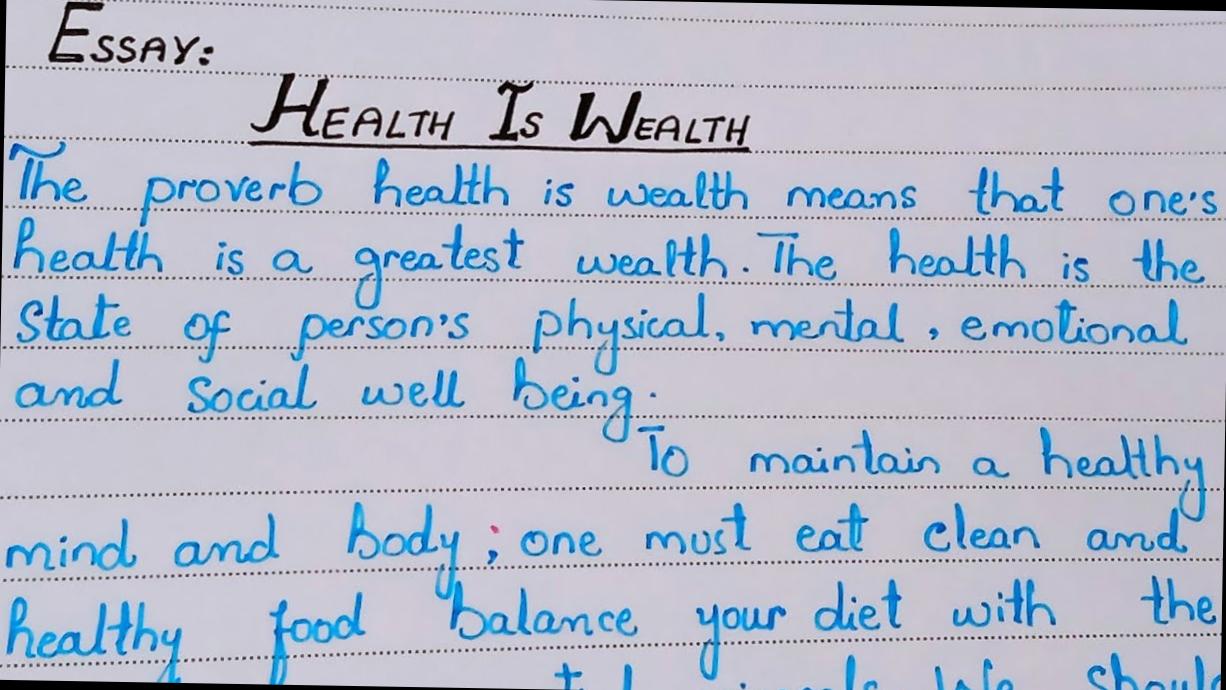 ESSAY:
HEALTH IS WEALTH
The proverb health is wealth means that one's
health is a greatest wealth. The health is the
State of person's physical, mental, emotional
and Social well being.
To maintain a healthy
mind and body; one must eat clean and
healthy food balance your diet with the
We should